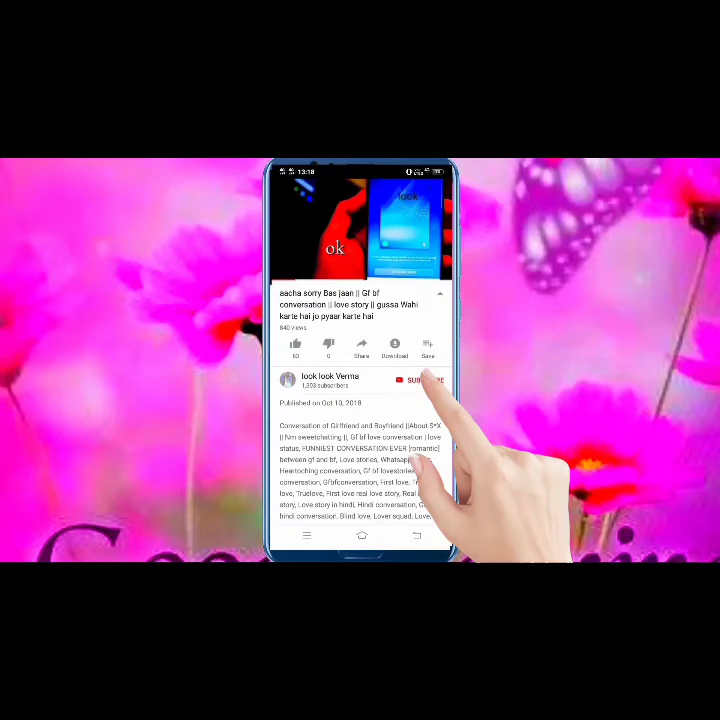 13:18
look
ok
aacha sorry Bas jaan || Gf bf
conversation || love story || gussa Wahi
karte hai jo pyaar karte hai
840 views
63
0
Share
Download
Save
look look Verma
1,303 subscribers
Published on Oct 10, 2018
Conversation of Girlfriend and Boyfriend ||About S*X
|| Nm sweetchatting ||, Gf bf love conversation || love
status, FUNNIEST CONVERSATION EVER [romantic]
between gf and bf, Love stories,
Heartoching conversation, Gf bf lovestories
conversation, Gfbfconversation, First love,
love, Truelove, First love real love story, Real
Love story in hindi, Hindi conversation,
hindi conversation, Blind love, Lover squad, Love,